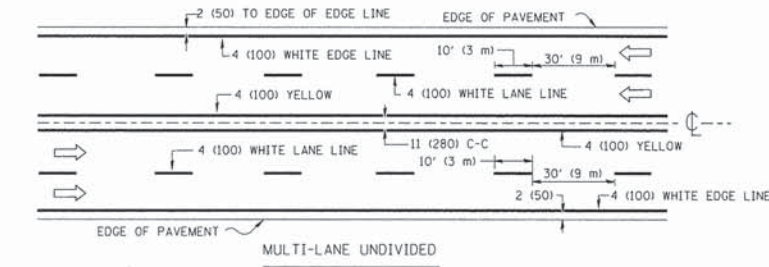 2 (50) TO EDGE OF EDGE LINE
EDGE OF PAVEMENT
4 (100) WHITE EDGE LINE
10' (3 m)
30' (9 m)
4 (100) YELLOW
4 (100) WHITE LANE LINE
℄
4 (100) WHITE LANE LINE
11 (280) C-C
4 (100) YELLOW
10' (3 m)
30' (9 m)
2 (50)
4 (100) WHITE EDGE LINE
EDGE OF PAVEMENT
MULTI-LANE UNDIVIDED